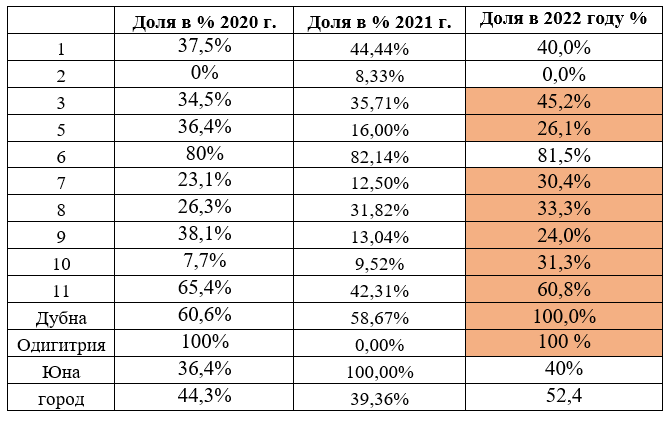 Доля в % 2020 г. Доля в % 2021 г. Доля в 2022 году %
1 37,5% 44,44% 40,0%
2 0% 8,33% 0,0%
3 34,5% 35,71% 45,2%
5 36,4% 16,00% 26,1%
6 80% 82,14% 81,5%
7 23,1% 12,50% 30,4%
8 26,3% 31,82% 33,3%
9 38,1% 13,04% 24,0%
10 7,7% 9,52% 31,3%
11 65,4% 42,31% 60,8%
Дубна 60,6% 58,67% 100,0%
Одигитрия 100% 0,00% 100 %
Юна 36,4% 100,00% 40%
город 44,3% 39,36% 52,4